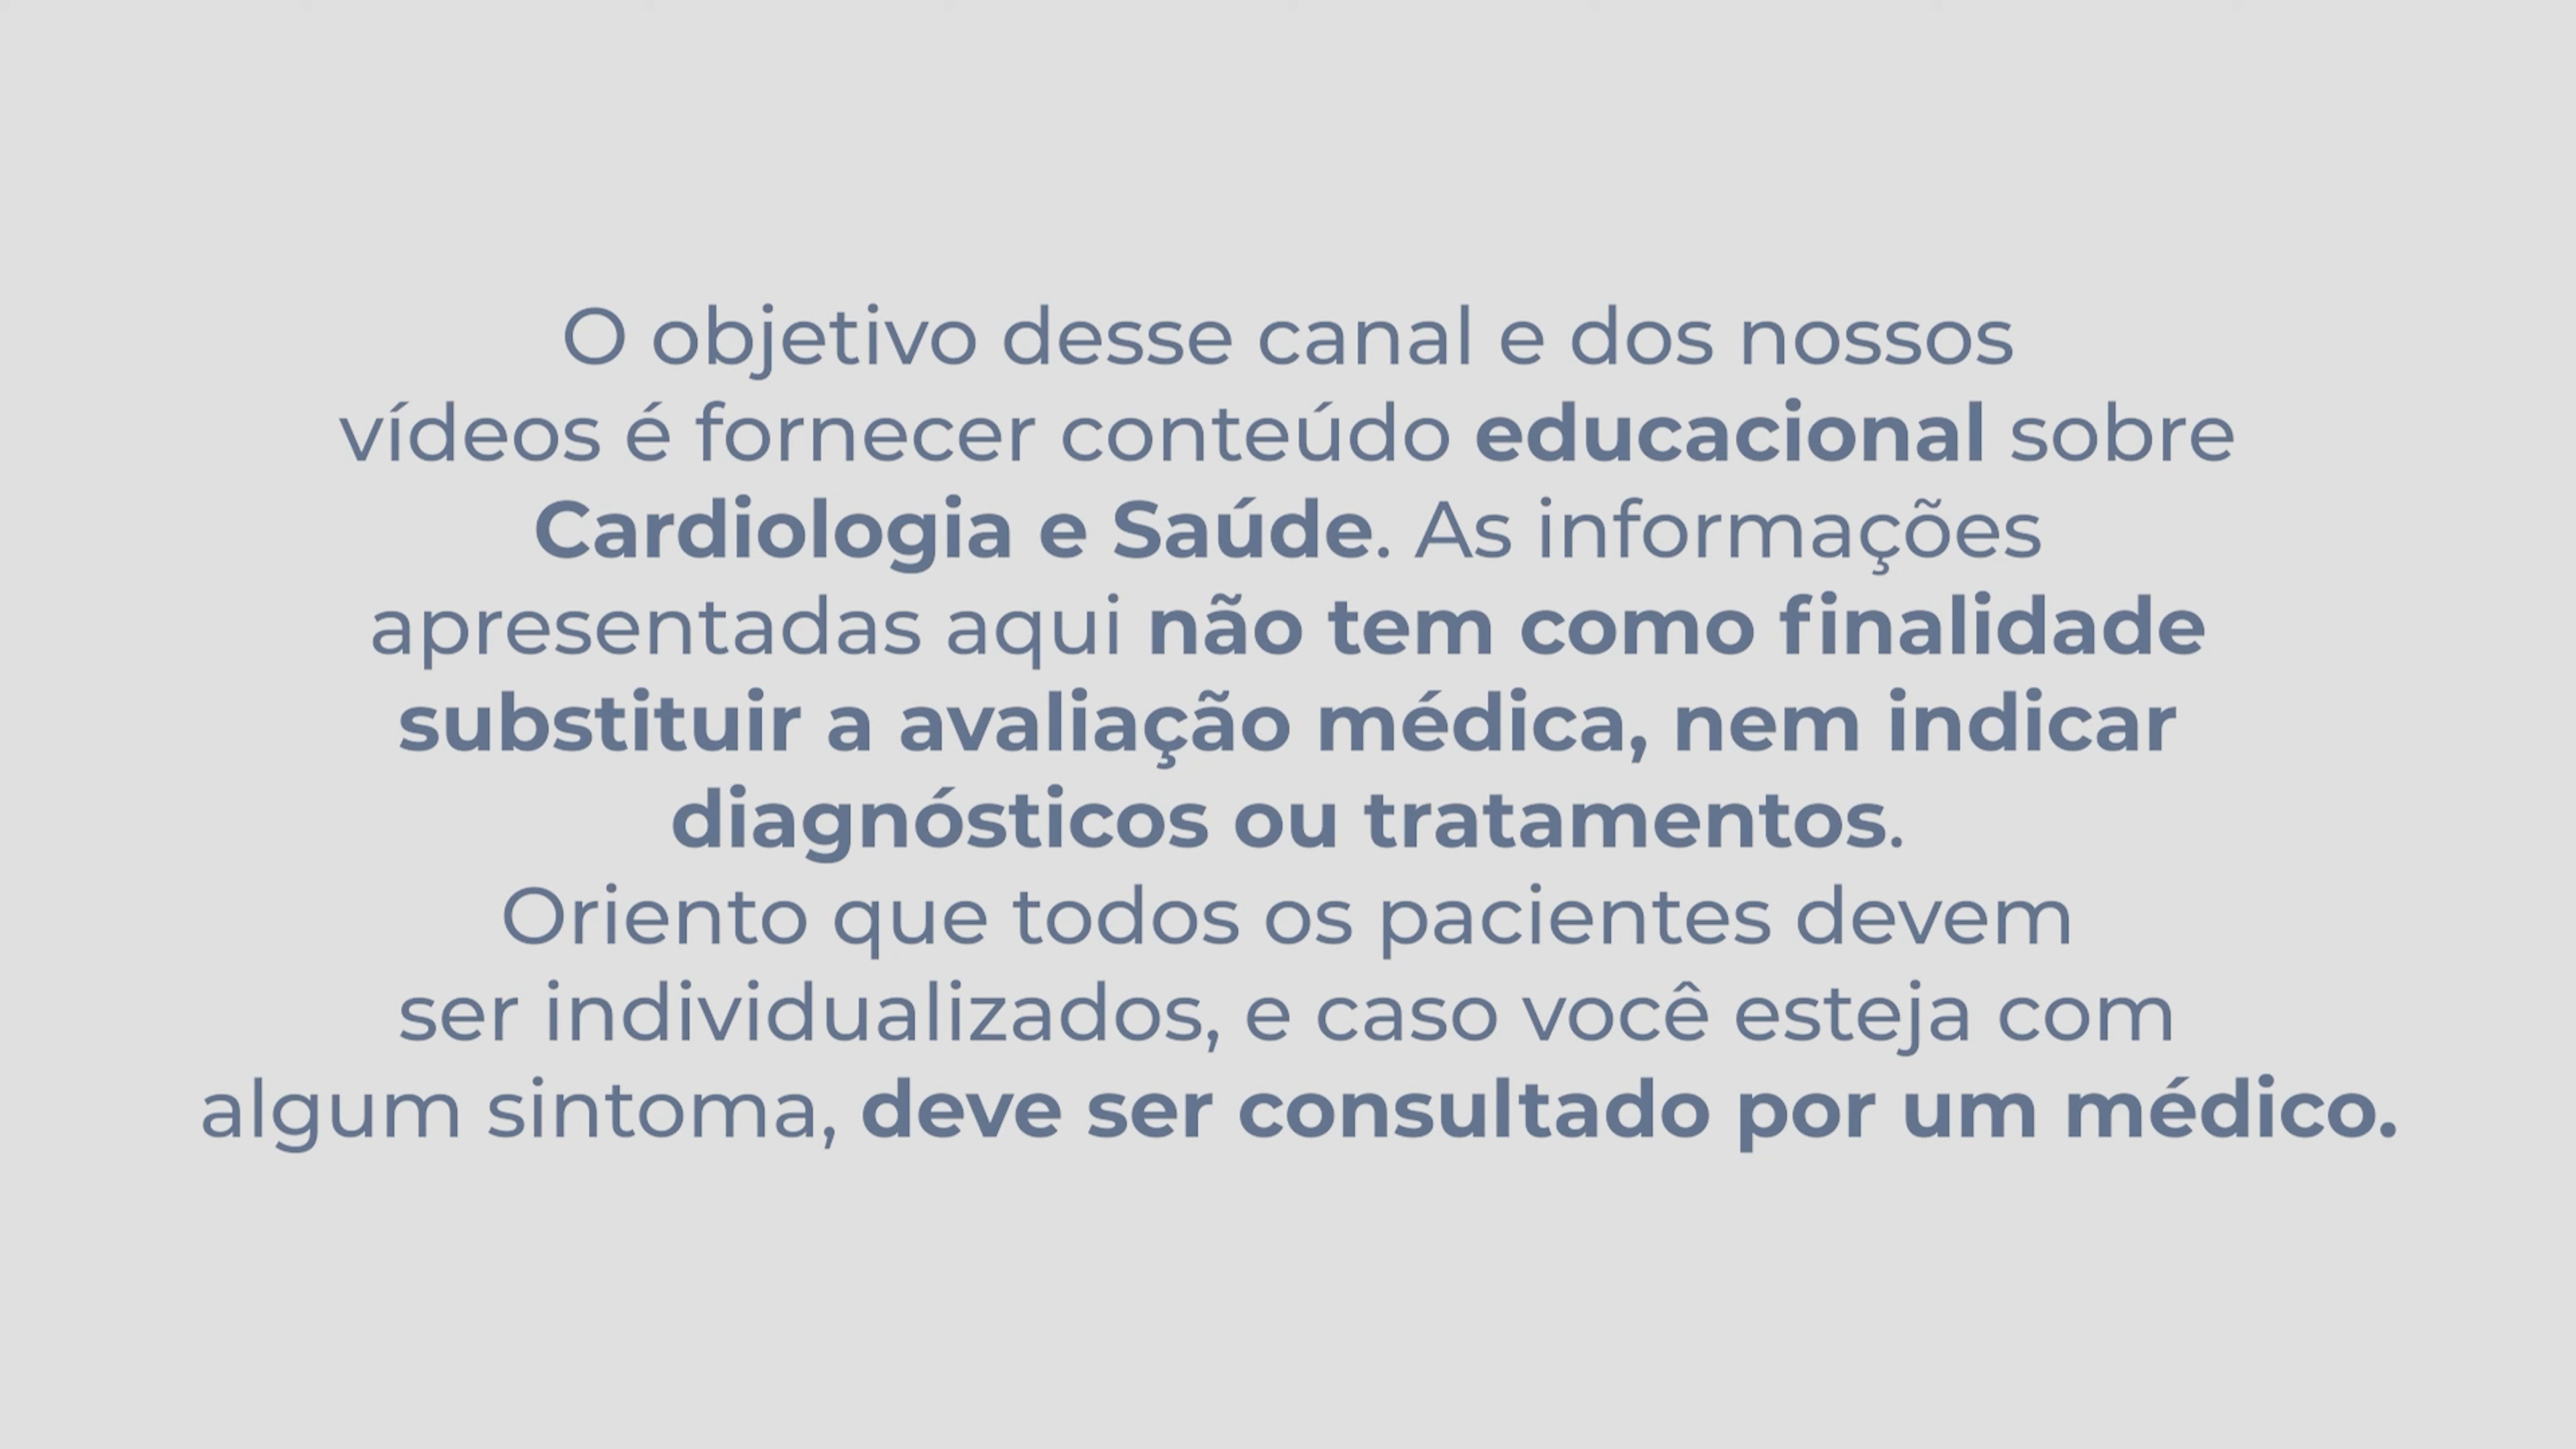 O objetivo desse canal e dos nossos
vídeos é fornecer conteúdo educacional sobre
Cardiologia e Saúde. As informações
apresentadas aqui não tem como finalidade
substituir a avaliação médica, nem indicar
diagnósticos ou tratamentos.
Oriento que todos os pacientes devem
ser individualizados, e caso você esteja com
algum sintoma, deve ser consultado por um médico.